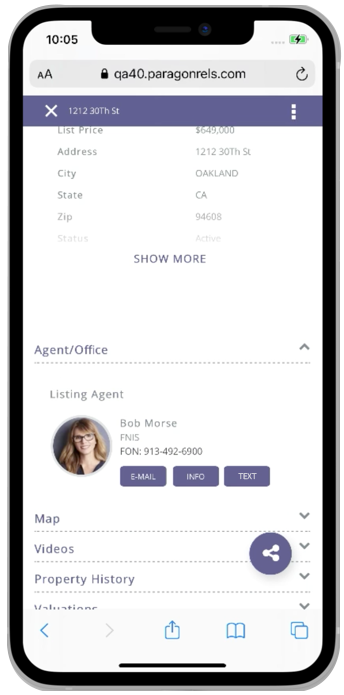 10:05
AA qa40.paragonrels.com
1212 30Th St
List Price $649,000
Address 1212 30Th St
City OAKLAND
State CA
Zip 94608
Status Active
SHOW MORE
Agent/Office
Listing Agent
Bob Morse
FNIS
FON: 913-492-6900
E-MAIL INFO TEXT
Map
Videos
Property History
Valuations